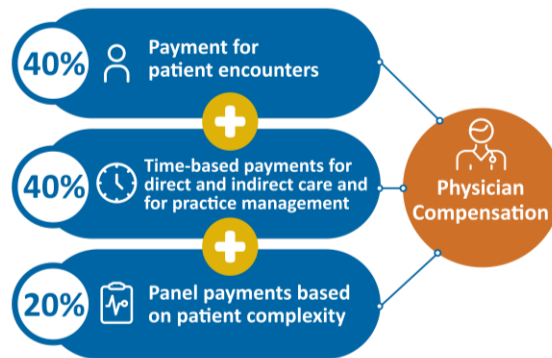 40%
Payment for
patient encounters
40%
Time-based payments for
direct and indirect care and
for practice management
20%
Panel payments based
on patient complexity
Physician
Compensation